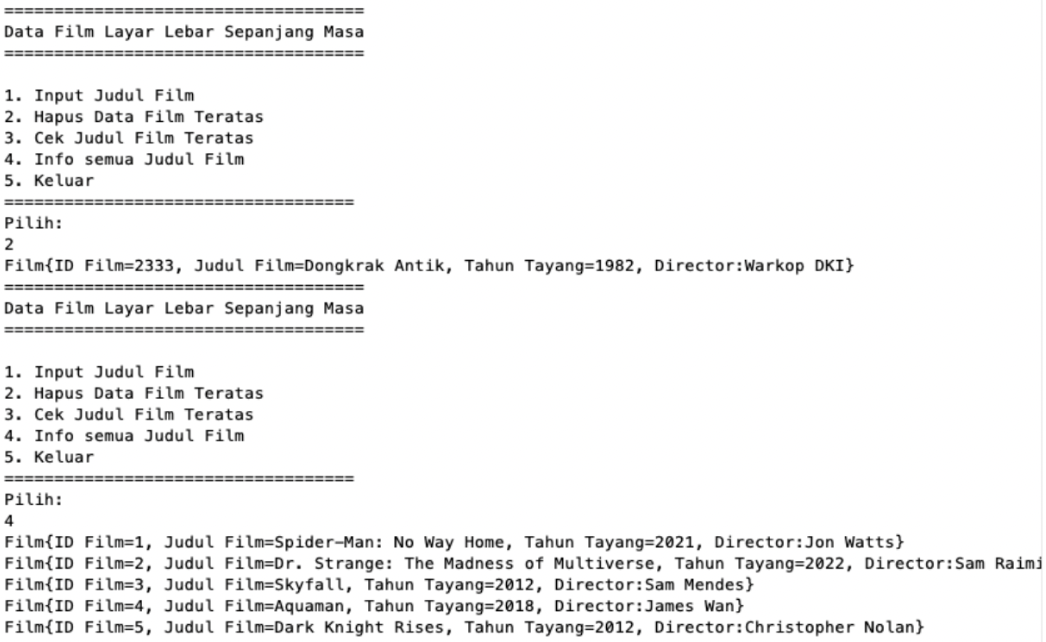 ====================================
Data Film Layar Lebar Sepanjang Masa
====================================
1. Input Judul Film
2. Hapus Data Film Teratas
3. Cek Judul Film Teratas
4. Info semua Judul Film
5. Keluar
===================================
Pilih:
2
Film{ID Film=2333, Judul Film=Dongkrak Antik, Tahun Tayang=1982, Director:Warkop DKI}
====================================
Data Film Layar Lebar Sepanjang Masa
====================================
1. Input Judul Film
2. Hapus Data Film Teratas
3. Cek Judul Film Teratas
4. Info semua Judul Film
5. Keluar
===================================
Pilih:
4
Film{ID Film=1, Judul Film=Spider-Man: No Way Home, Tahun Tayang=2021, Director:Jon Watts}
Film{ID Film=2, Judul Film=Dr. Strange: The Madness of Multiverse, Tahun Tayang=2022, Director:Sam Raimi
Film{ID Film=3, Judul Film=Skyfall, Tahun Tayang=2012, Director:Sam Mendes}
Film{ID Film=4, Judul Film=Aquaman, Tahun Tayang=2018, Director:James Wan}
Film{ID Film=5, Judul Film=Dark Knight Rises, Tahun Tayang=2012, Director:Christopher Nolan}